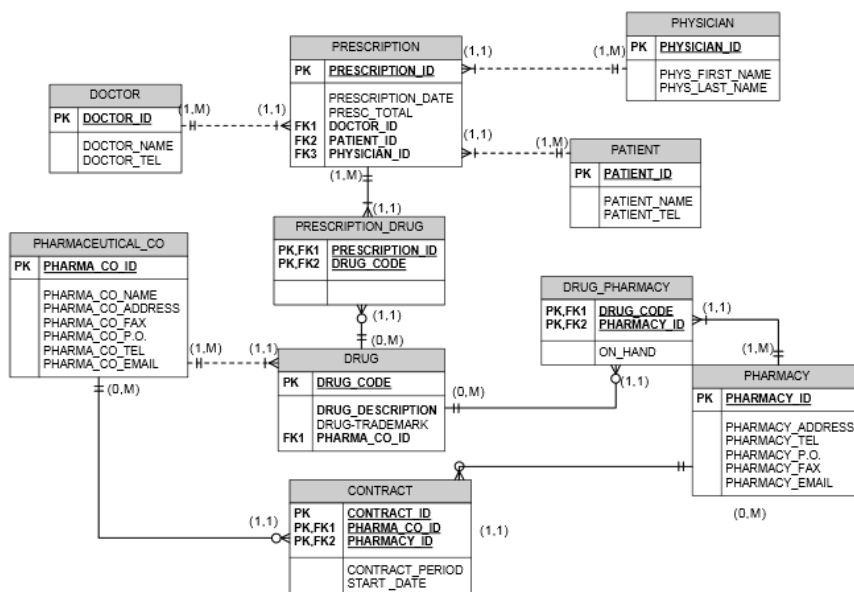 PHYSICIAN
PK PHYSICIAN_ID
PHYS_FIRST_NAME
PHYS_LAST_NAME
(1,1)
(1,M)
PRESCRIPTION
PK PRESCRIPTION_ID
PRESCRIPTION_DATE
PRESC_TOTAL
FK1 DOCTOR_ID
FK2 PATIENT_ID
FK3 PHYSICIAN_ID
DOCTOR
PK DOCTOR_ID
DOCTOR_NAME
DOCTOR_TEL
(1,M)
(1,1)
(1,1)
(1,M)
PATIENT
PK PATIENT_ID
PATIENT_NAME
PATIENT_TEL
(1,M)
(1,1)
PRESCRIPTION_DRUG
PK,FK1 PRESCRIPTION_ID
PK,FK2 DRUG_CODE
PHARMACEUTICAL_CO
PK PHARMA_CO_ID
PHARMA_CO_NAME
PHARMA_CO_ADDRESS
PHARMA_CO_FAX
PHARMA_CO_P.O.
PHARMA_CO_TEL
PHARMA_CO_EMAIL
DRUG_PHARMACY
PK,FK1 DRUG_CODE
PK,FK2 PHARMACY_ID
ON_HAND
(1,1)
(1,1)
(0,M)
(1,M)
(1,1)
(1,M)
DRUG
PK DRUG_CODE
DRUG_DESCRIPTION
DRUG-TRADEMARK
FK1 PHARMA_CO_ID
(0,M)
(0,M)
(1,1)
PHARMACY
PK PHARMACY_ID
PHARMACY_ADDRESS
PHARMACY_TEL
PHARMACY_P.O.
PHARMACY_FAX
PHARMACY_EMAIL
CONTRACT
PK CONTRACT_ID
PK,FK1 PHARMA_CO_ID
PK,FK2 PHARMACY_ID
CONTRACT_PERIOD
START _DATE
(1,1)
(1,1)
(0,M)